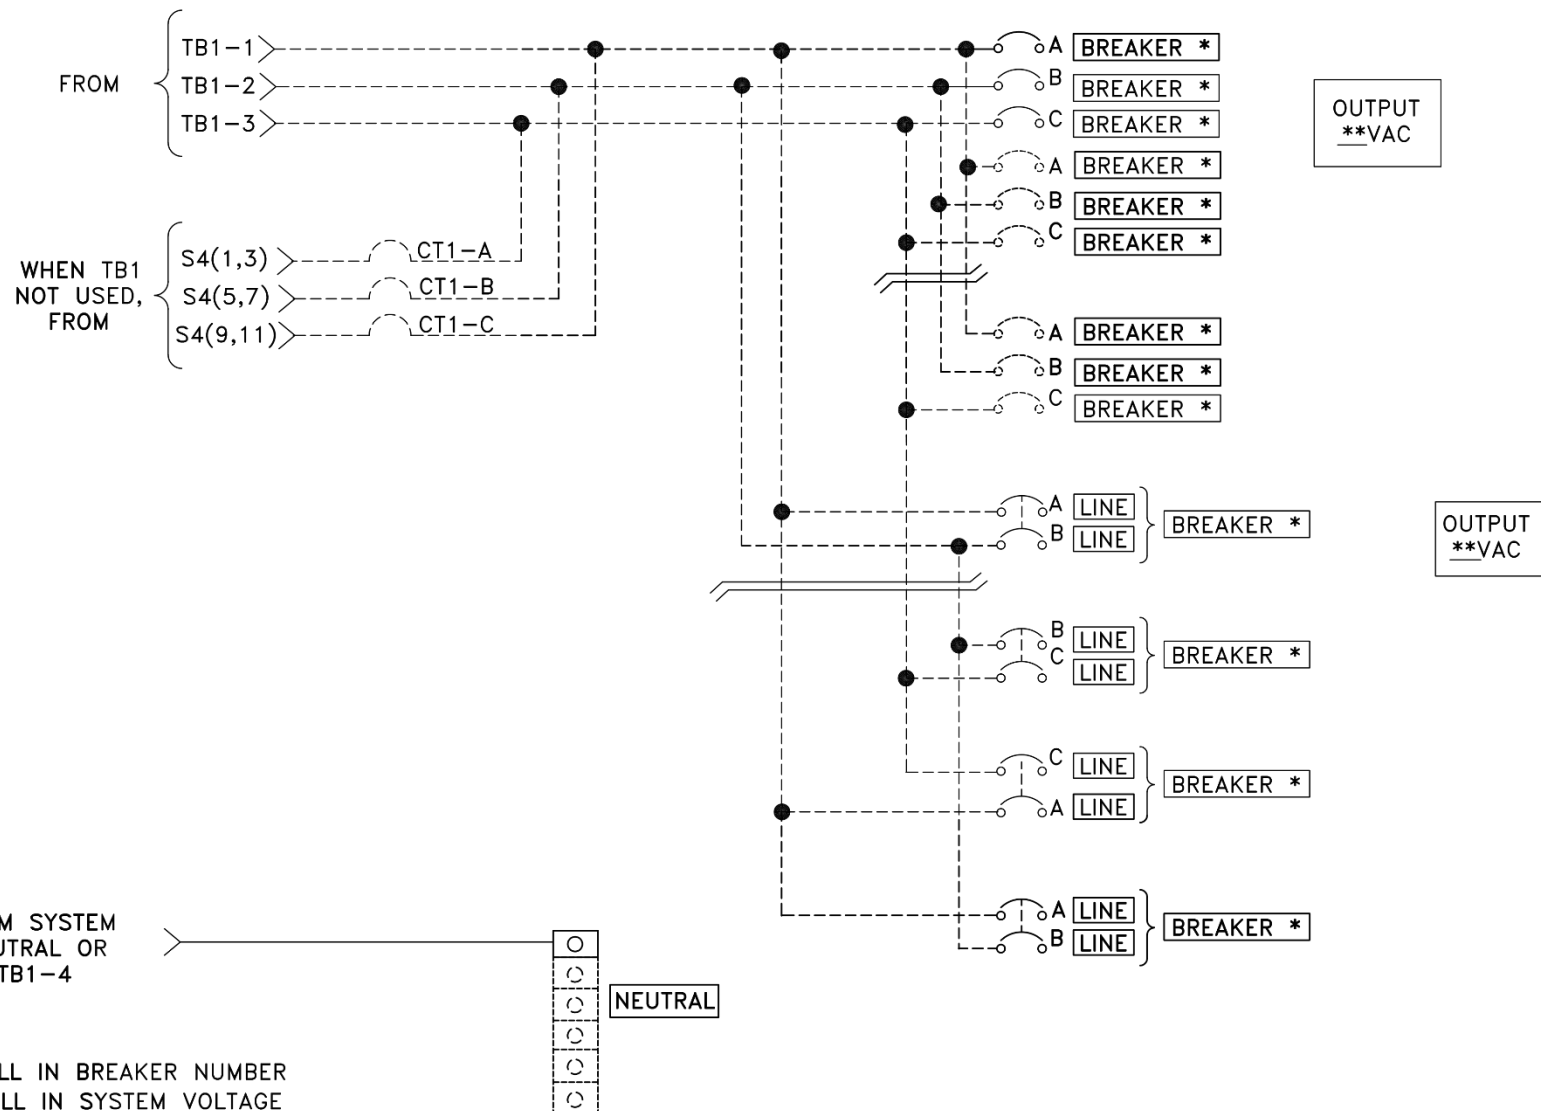 FROM
TB1-1
TB1-2
TB1-3
A BREAKER *
B BREAKER *
C BREAKER *
A BREAKER *
B BREAKER *
C BREAKER *
OUTPUT
**VAC
WHEN TB1
NOT USED,
FROM
S4(1,3) CT1-A
S4(5,7) CT1-B
S4(9,11) CT1-C
A BREAKER *
B BREAKER *
C BREAKER *
A LINE
B LINE
BREAKER *
OUTPUT
**VAC
B LINE
C LINE
BREAKER *
C LINE
A LINE
BREAKER *
A LINE
B LINE
BREAKER *
M SYSTEM
UTRAL OR
TB1-4
NEUTRAL
LL IN BREAKER NUMBER
LL IN SYSTEM VOLTAGE